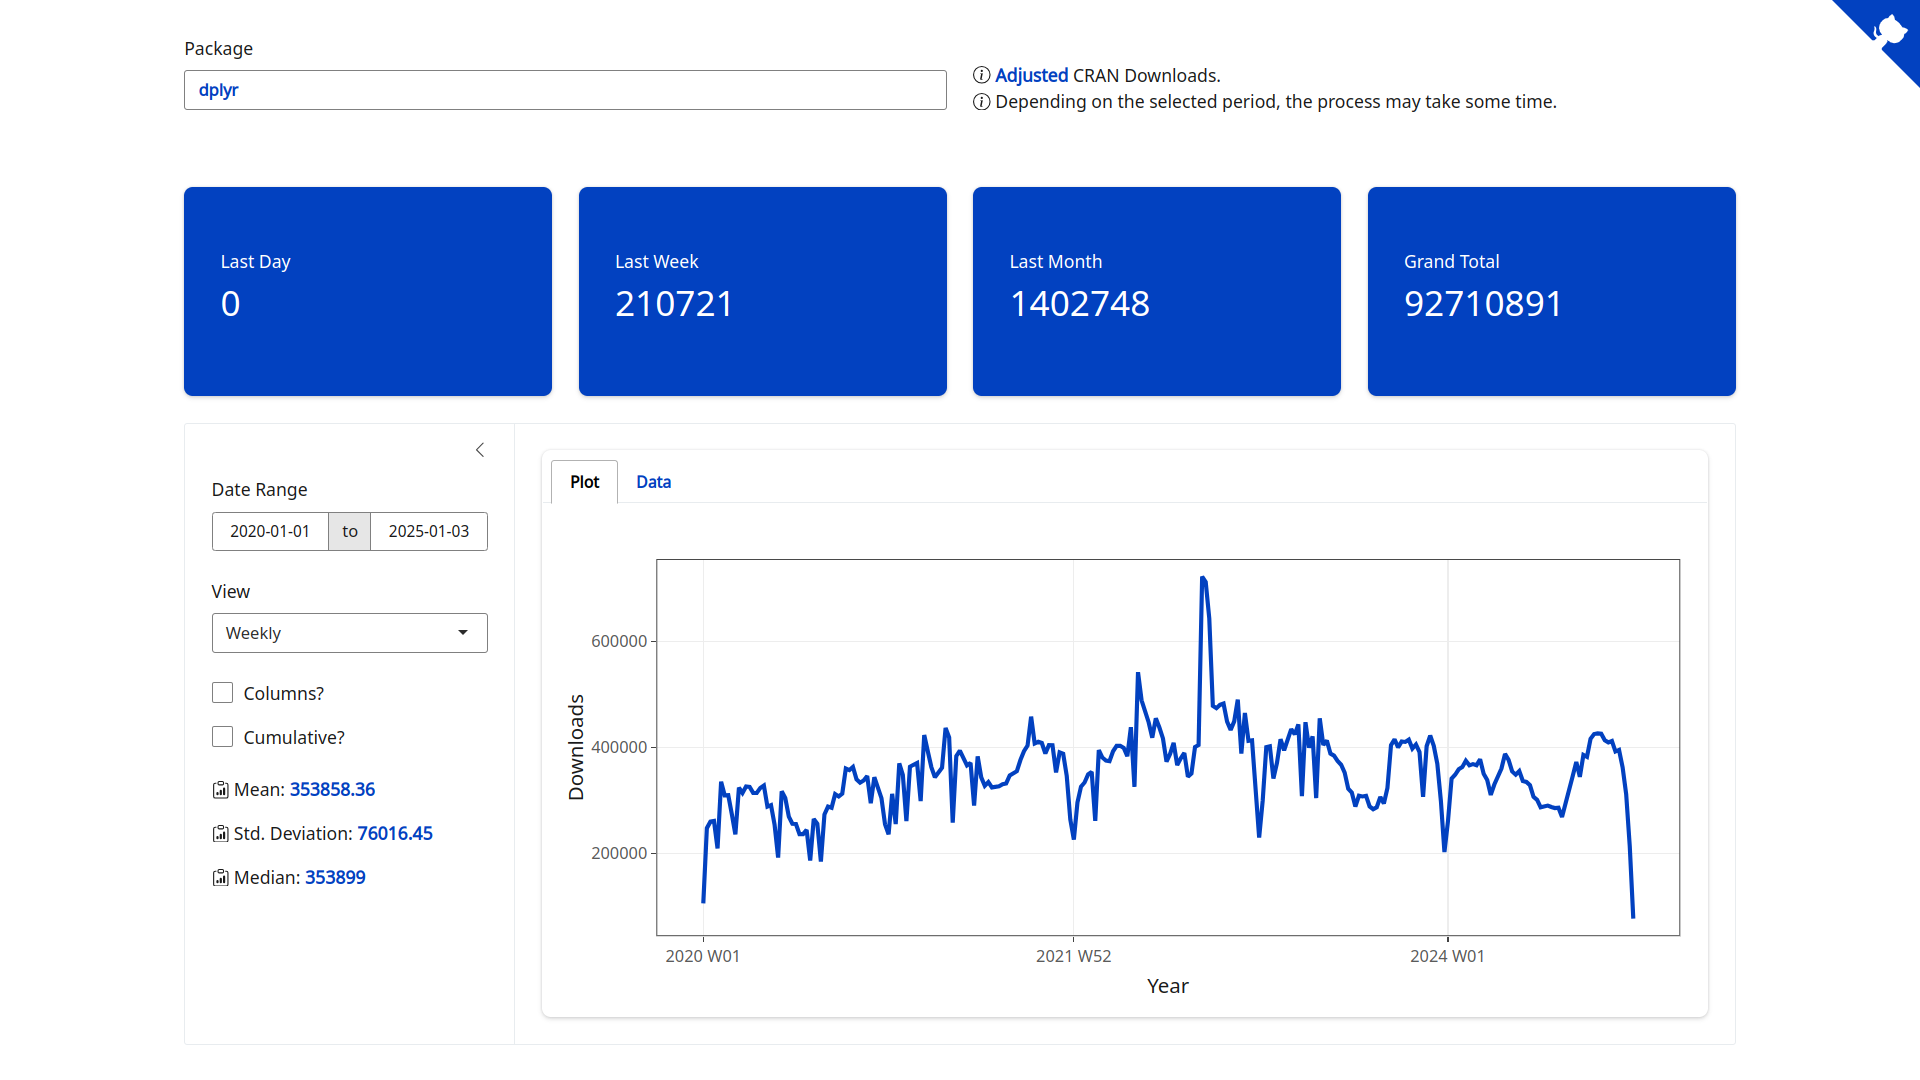 Package
dplyr
Adjusted CRAN Downloads.
Depending on the selected period, the process may take some time.
Last Day
0
Last Week
210721
Last Month
1402748
Grand Total
92710891
Date Range
2020-01-01 to 2025-01-03
View
Weekly
Columns?
Cumulative?
Mean: 353858.36
Std. Deviation: 76016.45
Median: 353899
Plot Data
Downloads
600000
400000
200000
2020 W01 2021 W52 2024 W01
Year